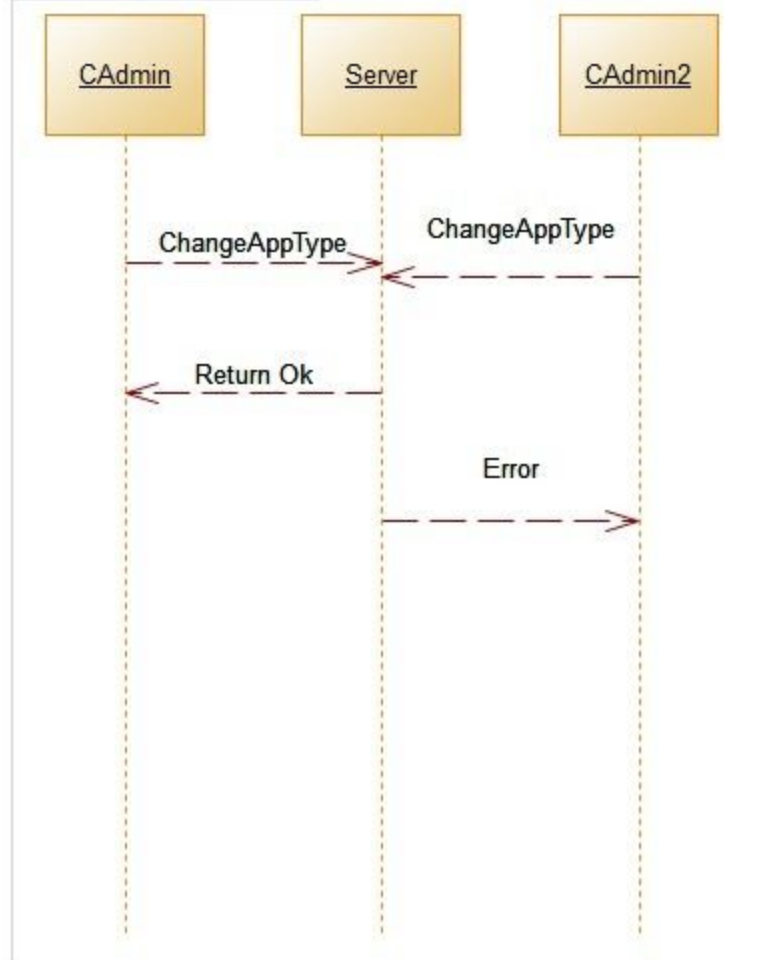 CAdmin
Server
CAdmin2
ChangeAppType
ChangeAppType
Return Ok
Error